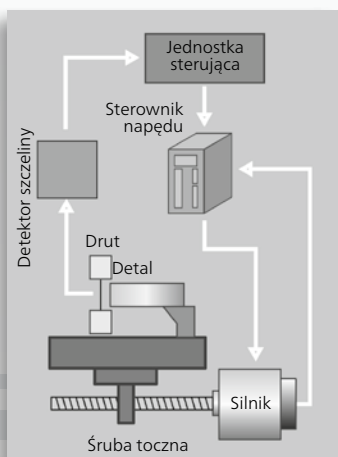 Jednostka
sterująca
Sterownik
napędu
Detektor szczeliny
Drut
Detal
Silnik
Śruba toczna